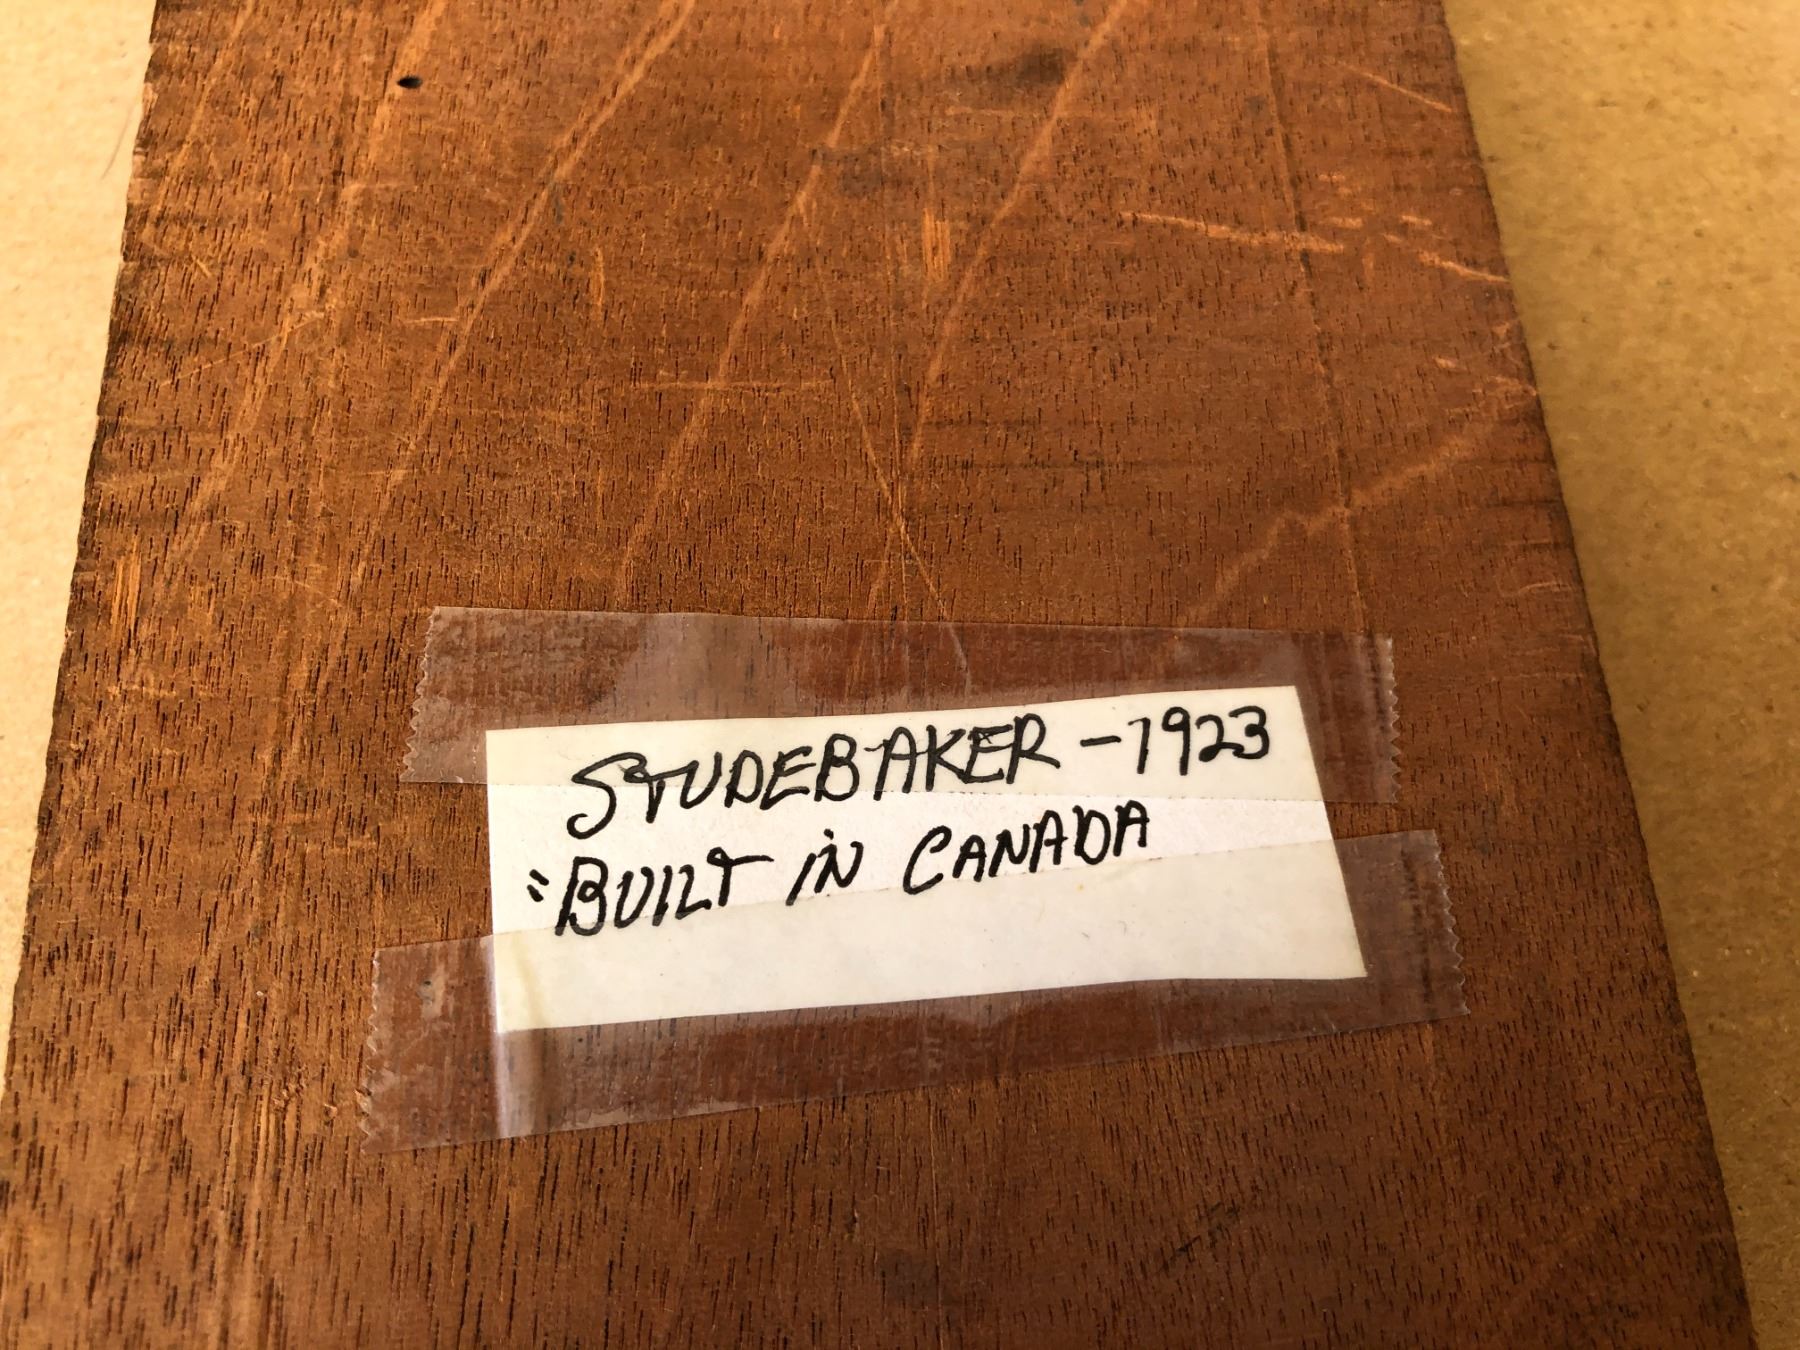 STUDEBAKER - 1923
"BUILT IN CANADA